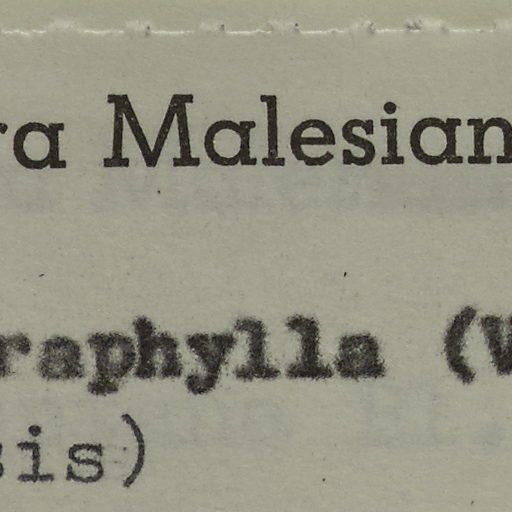 ra Malesian
raphylla (V
sis)